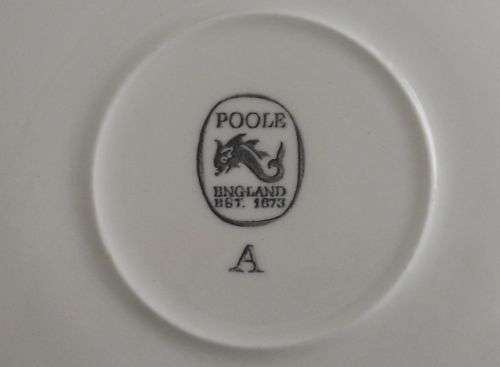 POOLE
ENGLAND
EST. 1873
A